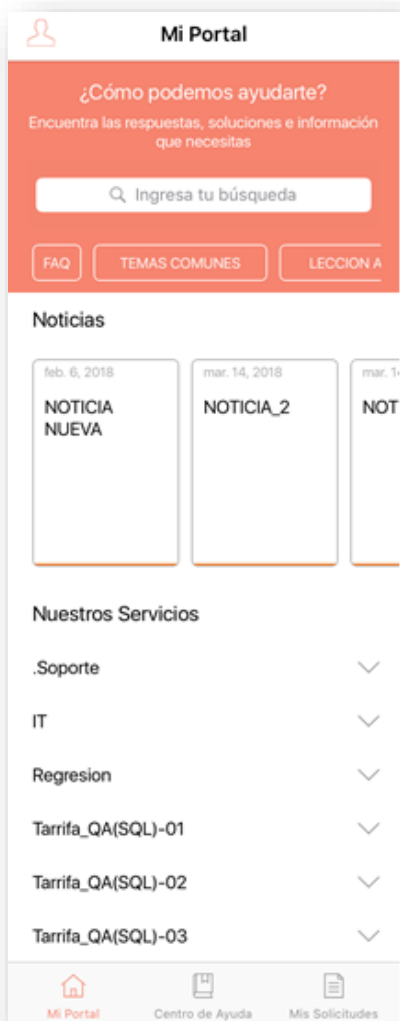 Mi Portal
¿Cómo podemos ayudarte?
Encuentra las respuestas, soluciones e información
que necesitas
Ingresa tu búsqueda
FAQ TEMAS COMUNES LECCION A
Noticias
feb. 6, 2018 mar. 14, 2018 mar. 14
NOTICIA NOTICIA_2 NOT
NUEVA
Nuestros Servicios
.Soporte
IT
Regresion
Tarrifa_QA(SQL)-01
Tarrifa_QA(SQL)-02
Tarrifa_QA(SQL)-03
Mi Portal Centro de Ayuda Mis Solicitudes